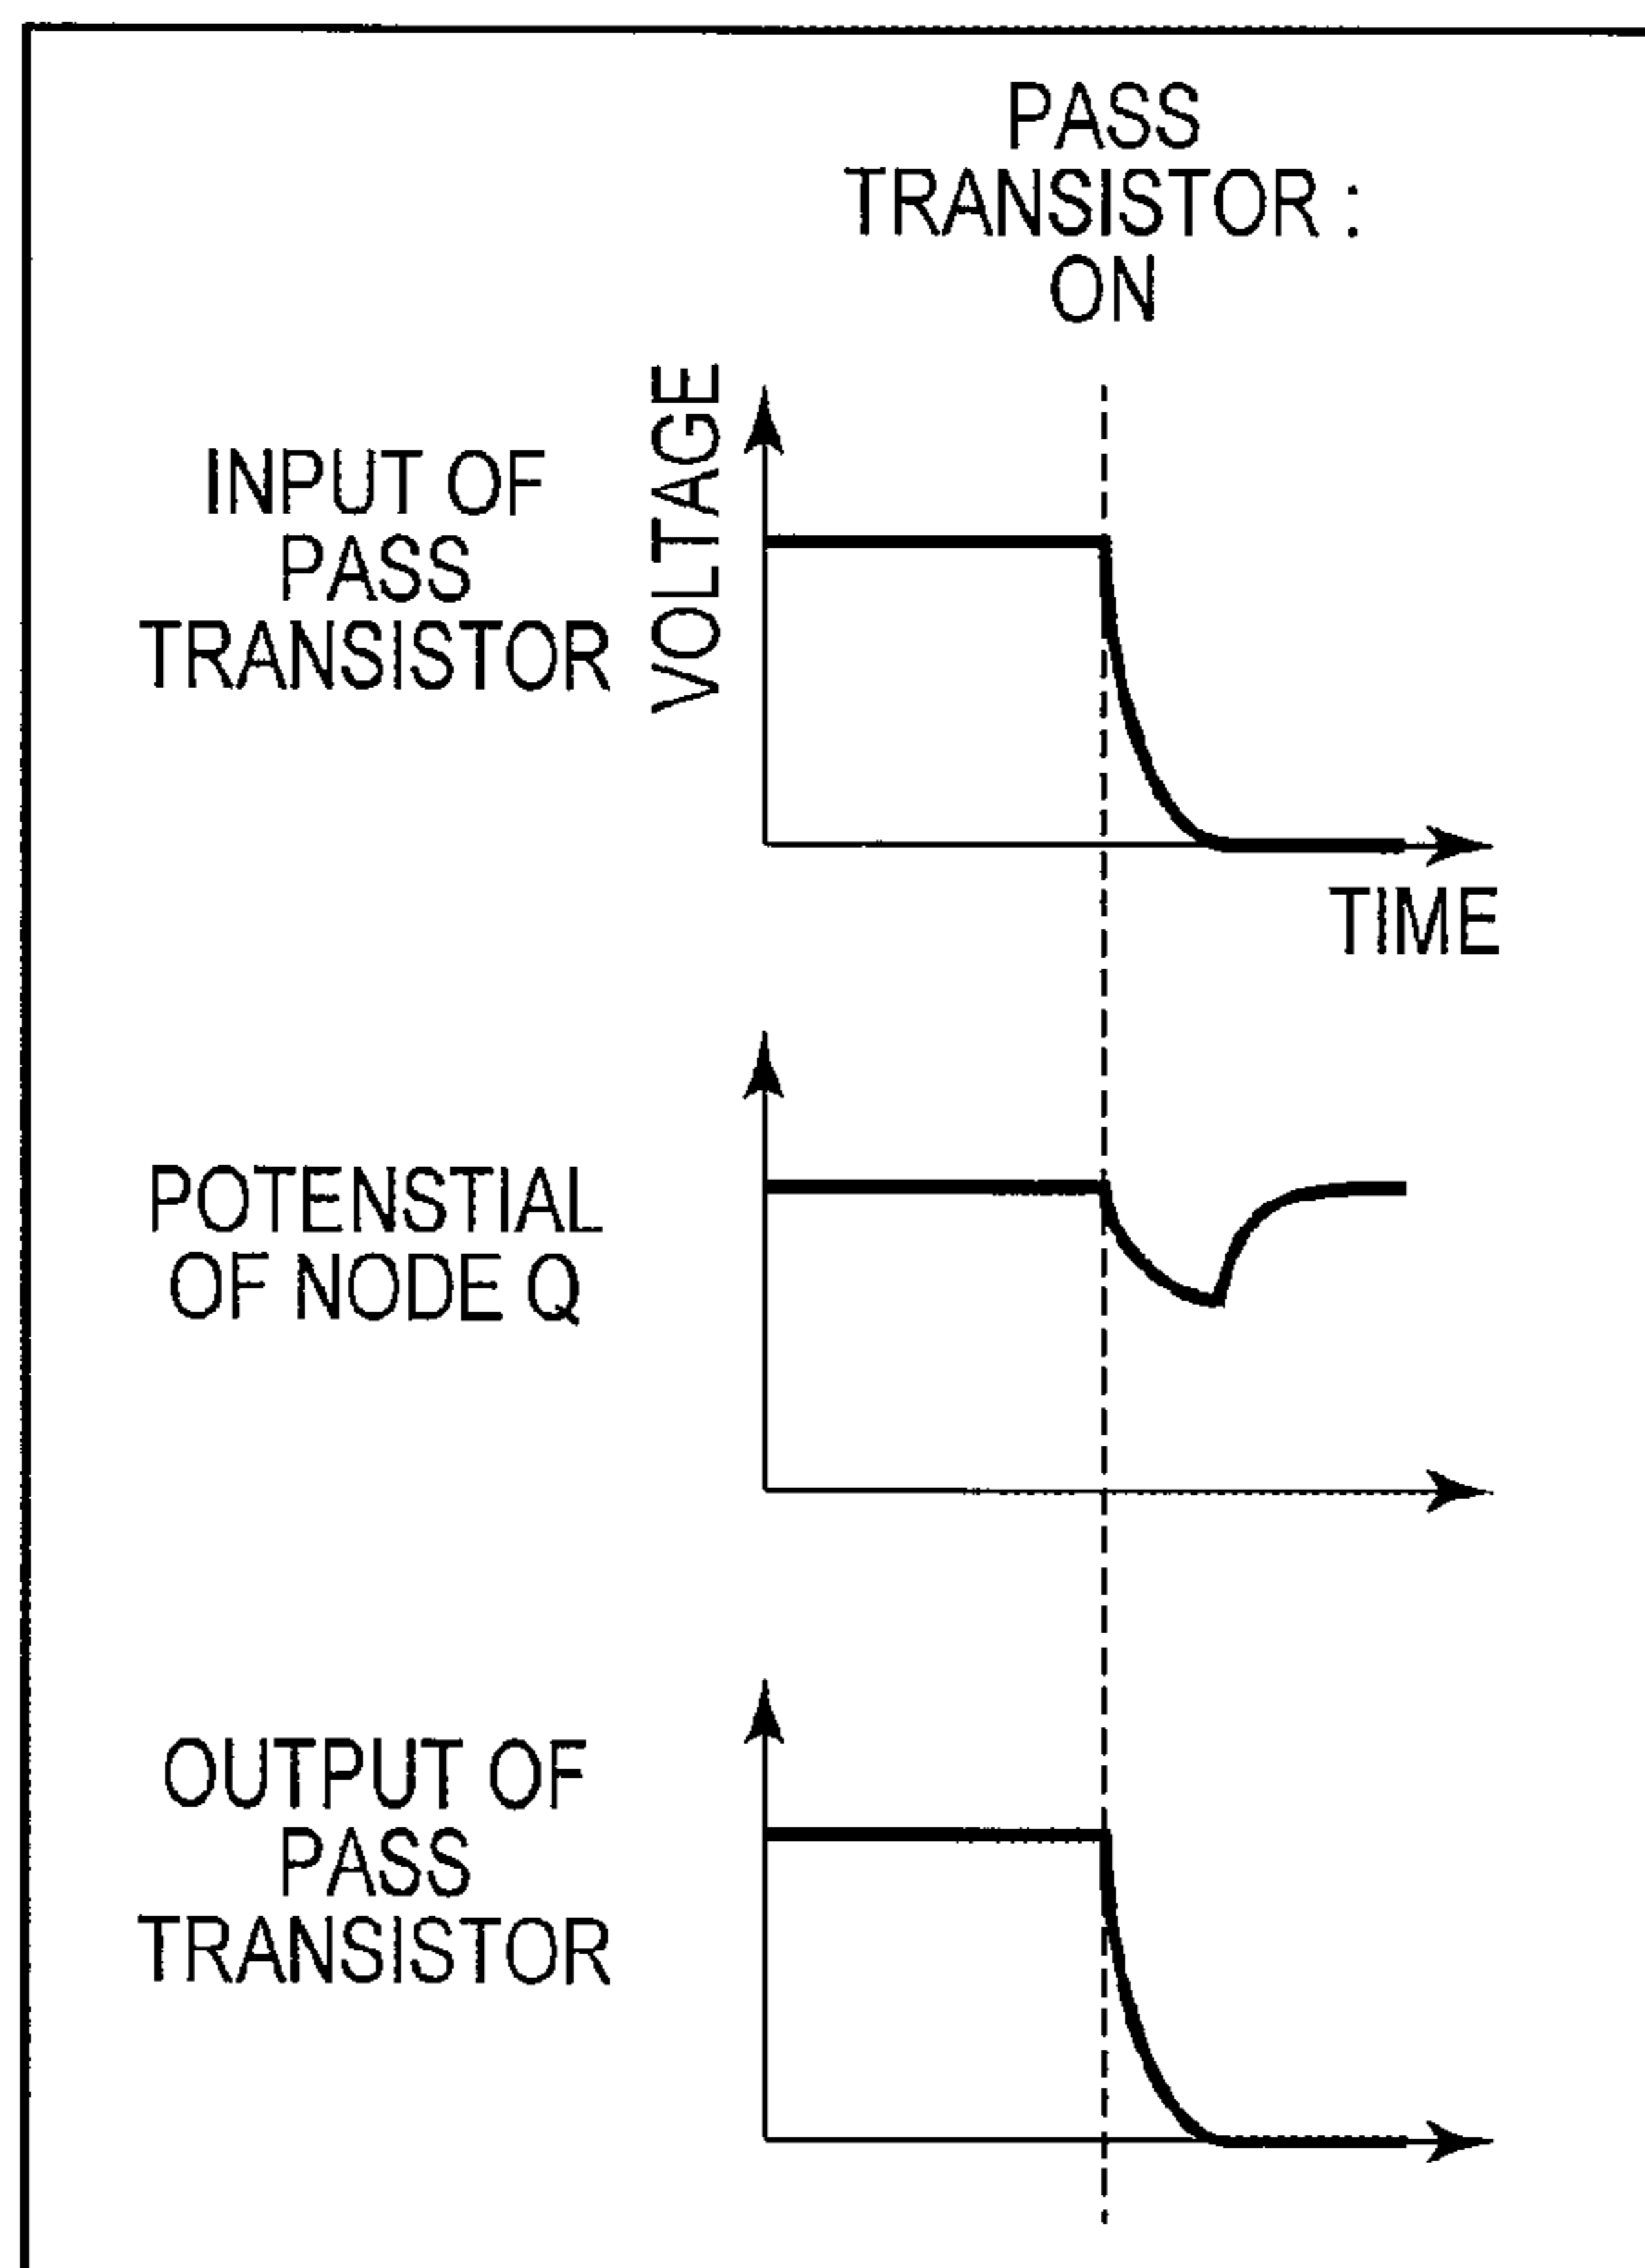 PASS
TRANSISTOR :
ON
VOLTAGE
INPUT OF
PASS
TRANSISTOR
TIME
POTENSTIAL
OF NODE Q
OUTPUT OF
PASS
TRANSISTOR